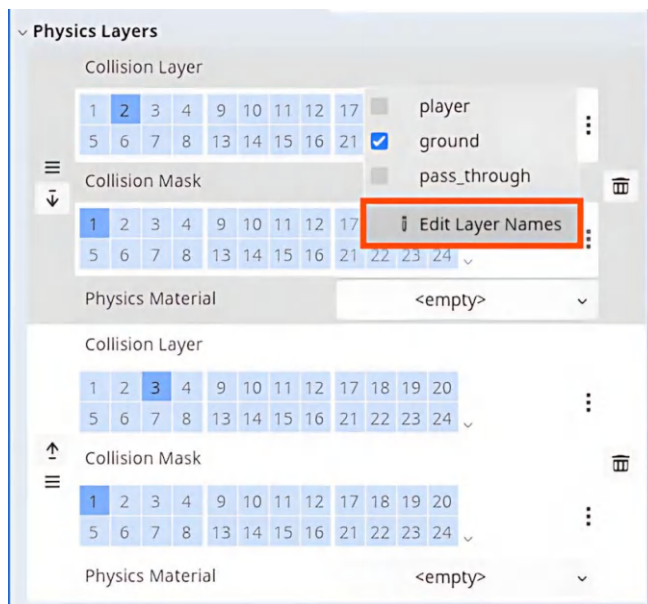 Physics Layers
Collision Layer
1 2 3 4 9 10 11 12 17 player
5 6 7 8 13 14 15 16 21 ground
pass_through
Collision Mask
Edit Layer Names
1 2 3 4 9 10 11 12 17
5 6 7 8 13 14 15 16 21 22 23 24
Physics Material <empty>
Collision Layer
1 2 3 4 9 10 11 12 17 18 19 20
5 6 7 8 13 14 15 16 21 22 23 24
Collision Mask
1 2 3 4 9 10 11 12 17 18 19 20
5 6 7 8 13 14 15 16 21 22 23 24
Physics Material <empty>